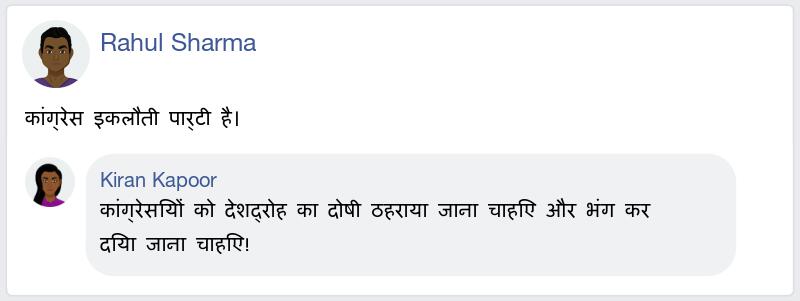 Rahul Sharma
कांग्रेस इकलौती पार्टी है।
Kiran Kapoor
कांग्रेसियों को देशद्रोह का दोषी ठहराया जाना चाहिए और भंग कर
दिया जाना चाहिए!